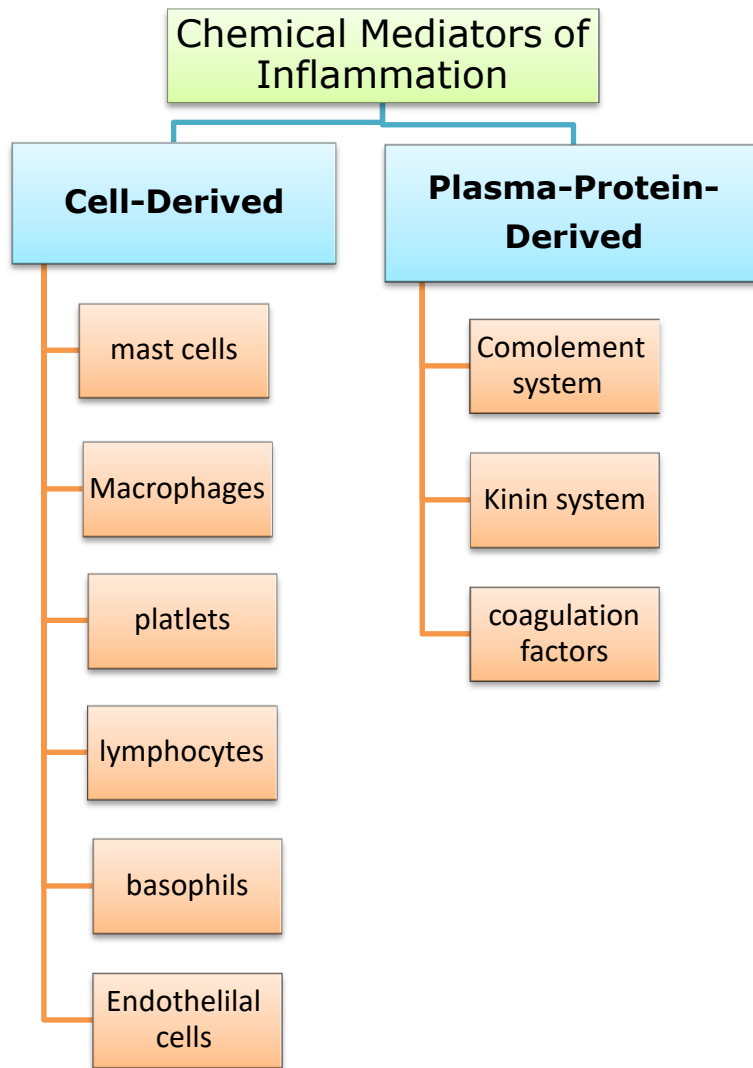 Chemical Mediators of
Inflammation
Cell-Derived
mast cells
Macrophages
platlets
lymphocytes
basophils
Endothelilal
cells
Plasma-Protein-
Derived
Comolement
system
Kinin system
coagulation
factors